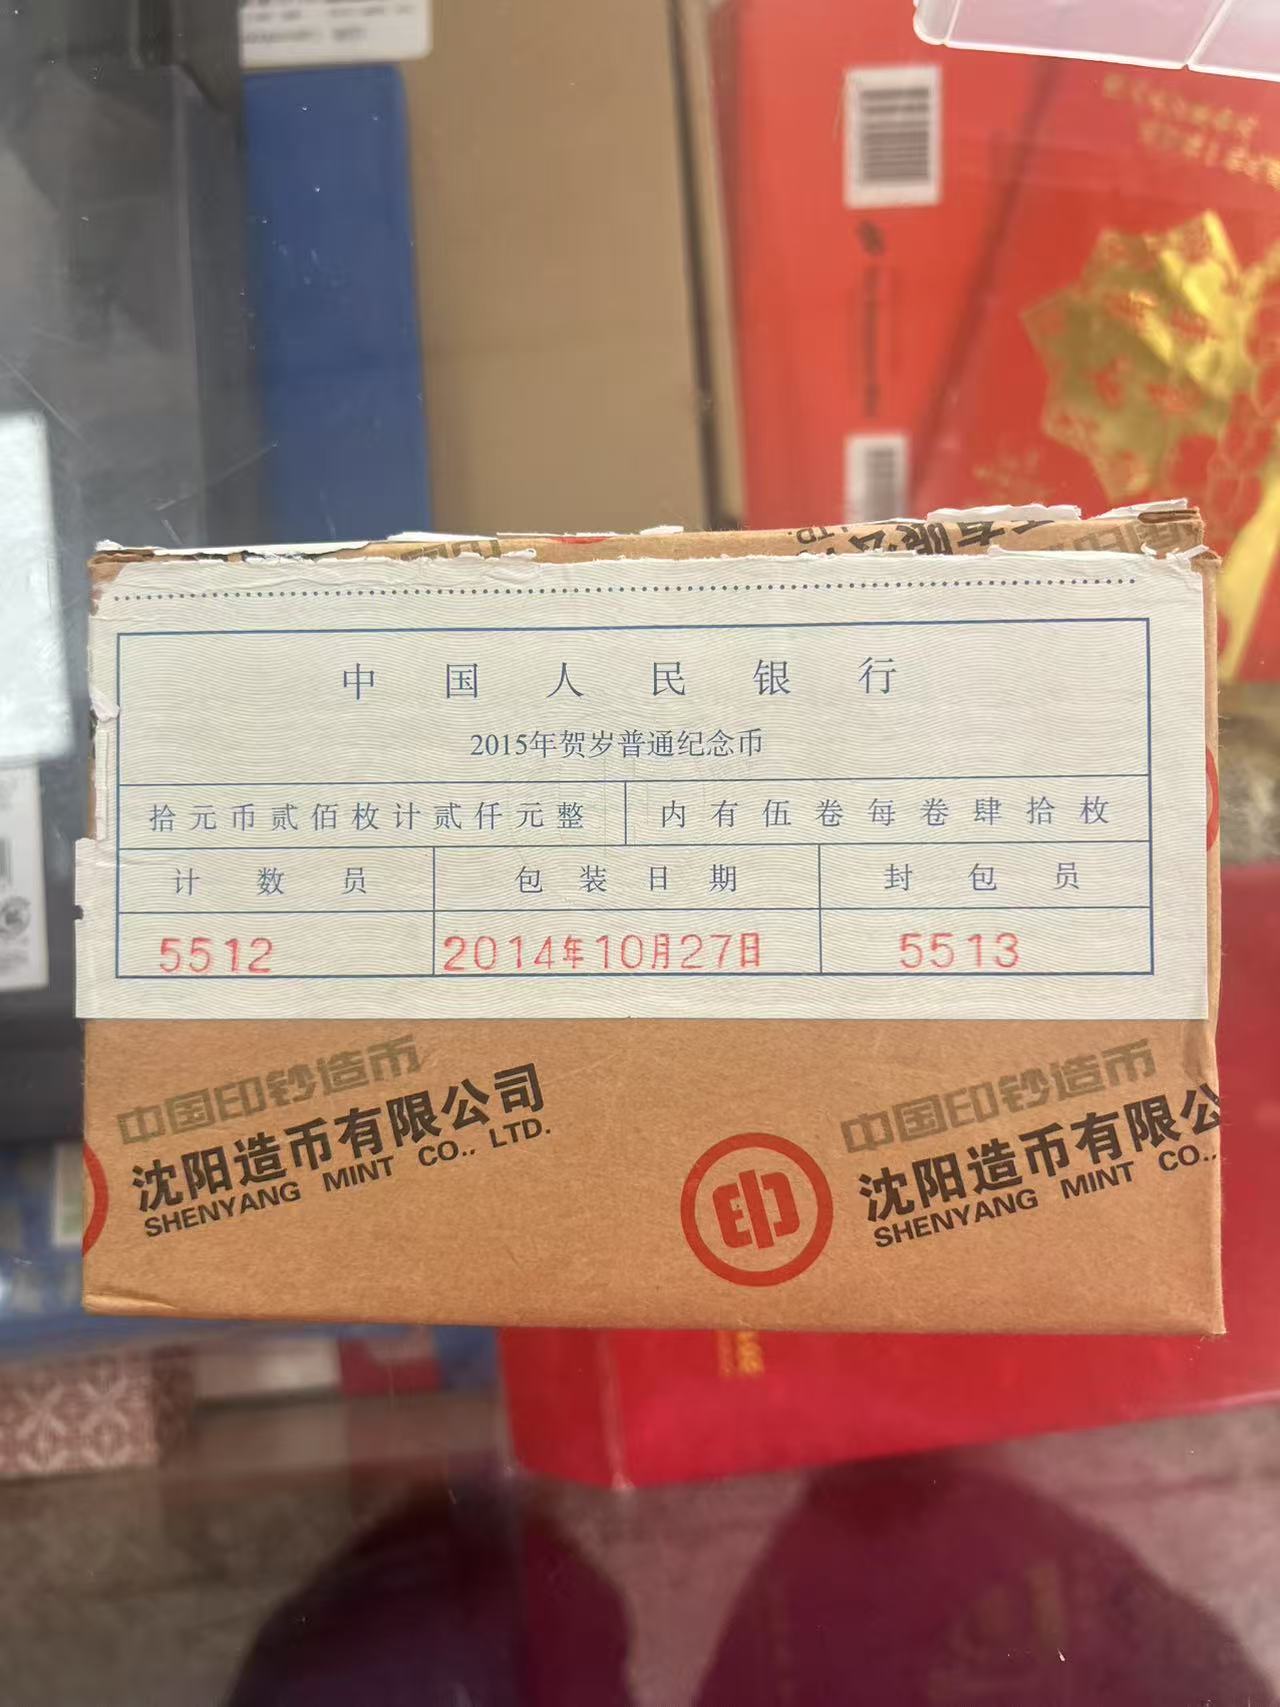 中国人民银行
2015年贺岁普通纪念币
拾元币贰佰枚计贰仟元整 内有伍卷每卷肆拾枚
计数员 包装日期 封包员
5512 2014年10月27日 5513
中国印钞造币
沈阳造币有限公司
SHENYANG MINT CO., LTD.
中国印钞造币
沈阳造币有限公
SHENYANG MINT CO.,